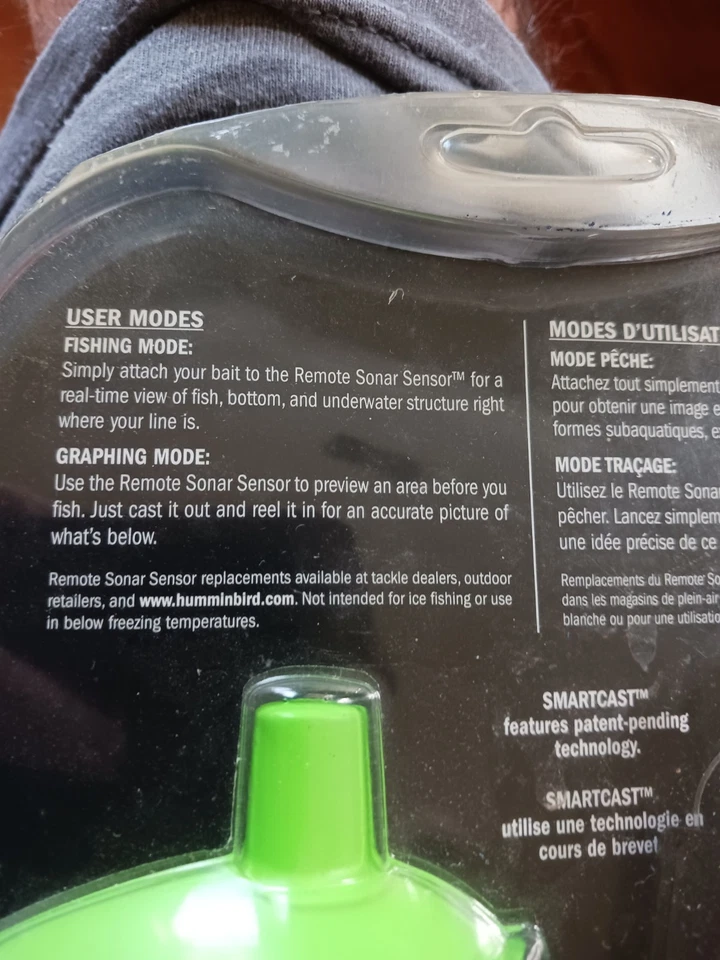 USER MODES
FISHING MODE:
Simply attach your bait to the Remote Sonar Sensor™ for a
real-time view of fish, bottom, and underwater structure right
where your line is.
GRAPHING MODE:
Use the Remote Sonar Sensor to preview an area before you
fish. Just cast it out and reel it in for an accurate picture of
what's below.
Remote Sonar Sensor replacements available at tackle dealers, outdoor
retailers, and www.humminbird.com. Not intended for ice fishing or use
in below freezing temperatures.
MODES D'UTILISAT
MODE PÊCHE:
Attachez tout simplement
pour obtenir une image
formes subaquatiques,
MODE TRAÇAGE:
Utilisez le Remote Sona
pêcher. Lancez simplem
une idée précise de ce
Remplacements du Remote So
dans les magasins de plein-air
blanche ou pour une utilisatio
SMARTCAST™
features patent-pending
technology.
SMARTCAST™
utilise une technologie en
cours de brevet